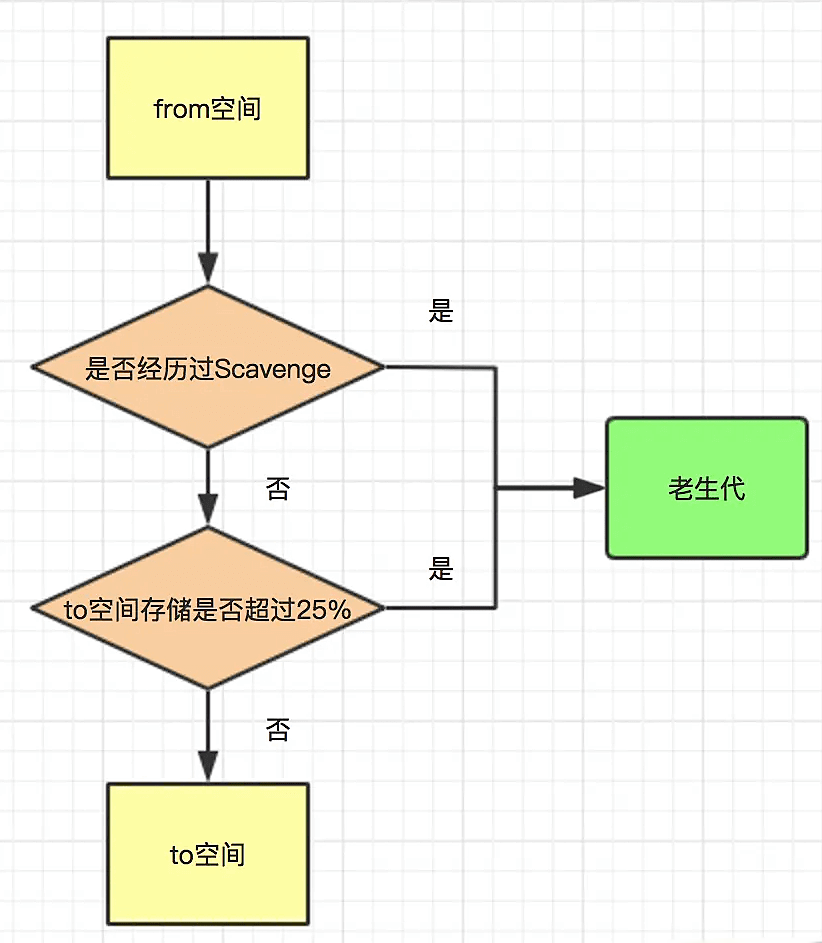 from空间
是
是否经历过Scavenge
否
老生代
是
to空间存储是否超过25%
否
to空间